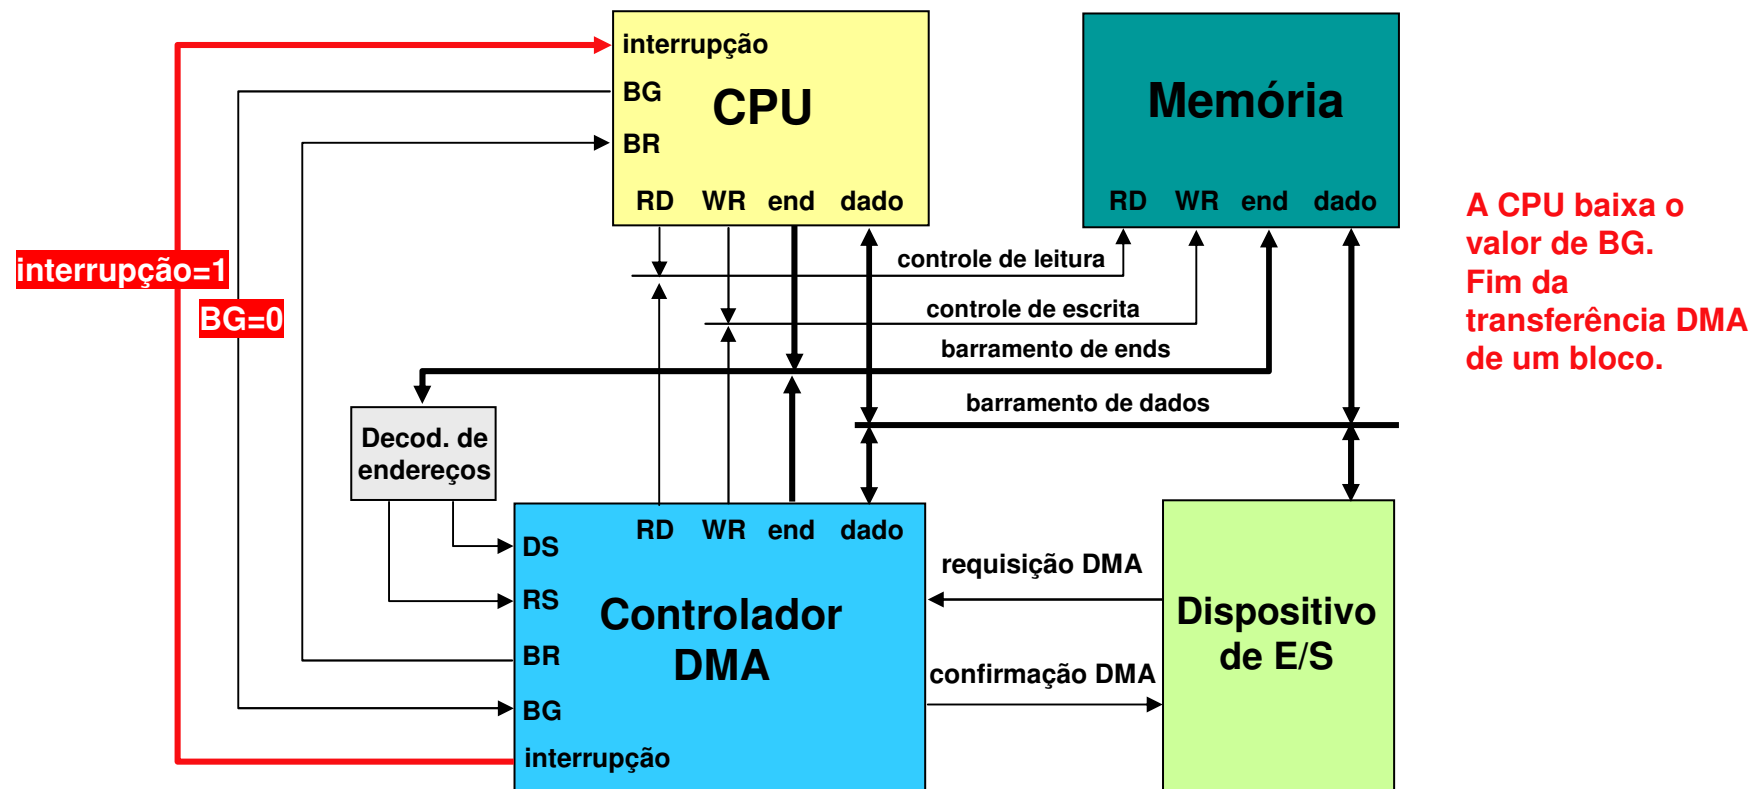 interrupção
BG
CPU
BR
RD WR end dado
Memória
RD WR end dado
A CPU baixa o
valor de BG.
Fim da
transferência DMA
de um bloco.
interrupção=1
BG=0
controle de leitura
controle de escrita
barramento de ends
barramento de dados
Decod. de
endereços
RD WR end dado
DS
RS
Controlador
DMA
BR
BG
interrupção
requisição DMA
confirmação DMA
Dispositivo
de E/S